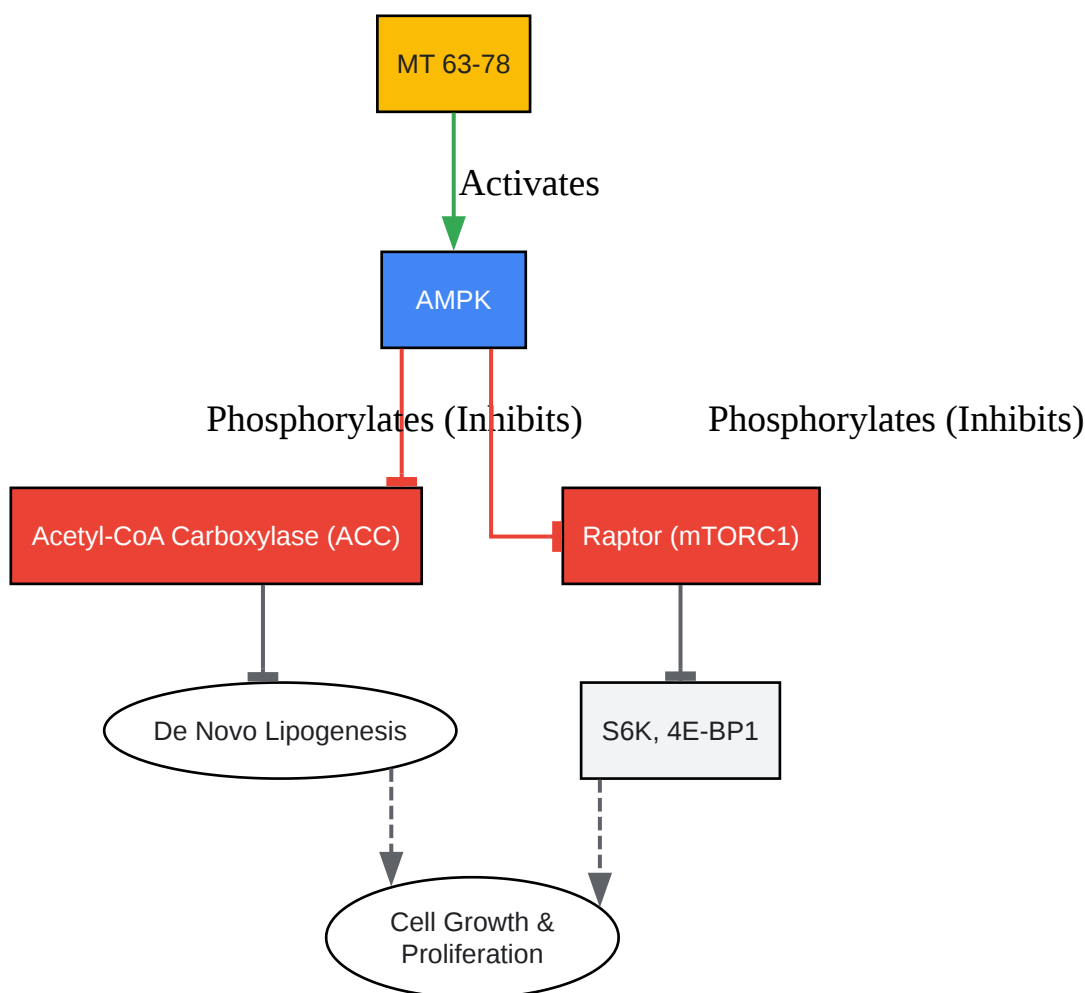 MT 63-78
Activates
AMPK
Phosphorylates (Inhibits)
Phosphorylates (Inhibits)
Acetyl-CoA Carboxylase (ACC)
Raptor (mTORC1)
De Novo Lipogenesis
S6K, 4E-BP1
Cell Growth &
Proliferation